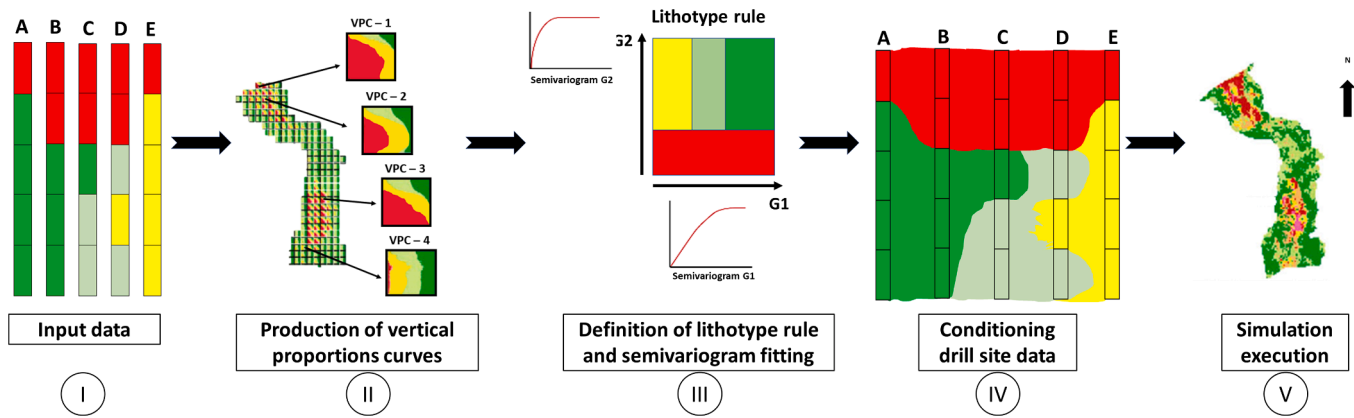 A B C D E
VPC – 1
VPC – 2
VPC – 3
VPC – 4
Semivariogram G2
Lithotype rule
G2
G1
Semivariogram G1
A B C D E
N
Input data
Production of vertical
proportions curves
Definition of lithotype rule
and semivariogram fitting
Conditioning
drill site data
Simulation
execution
I
II
III
IV
V